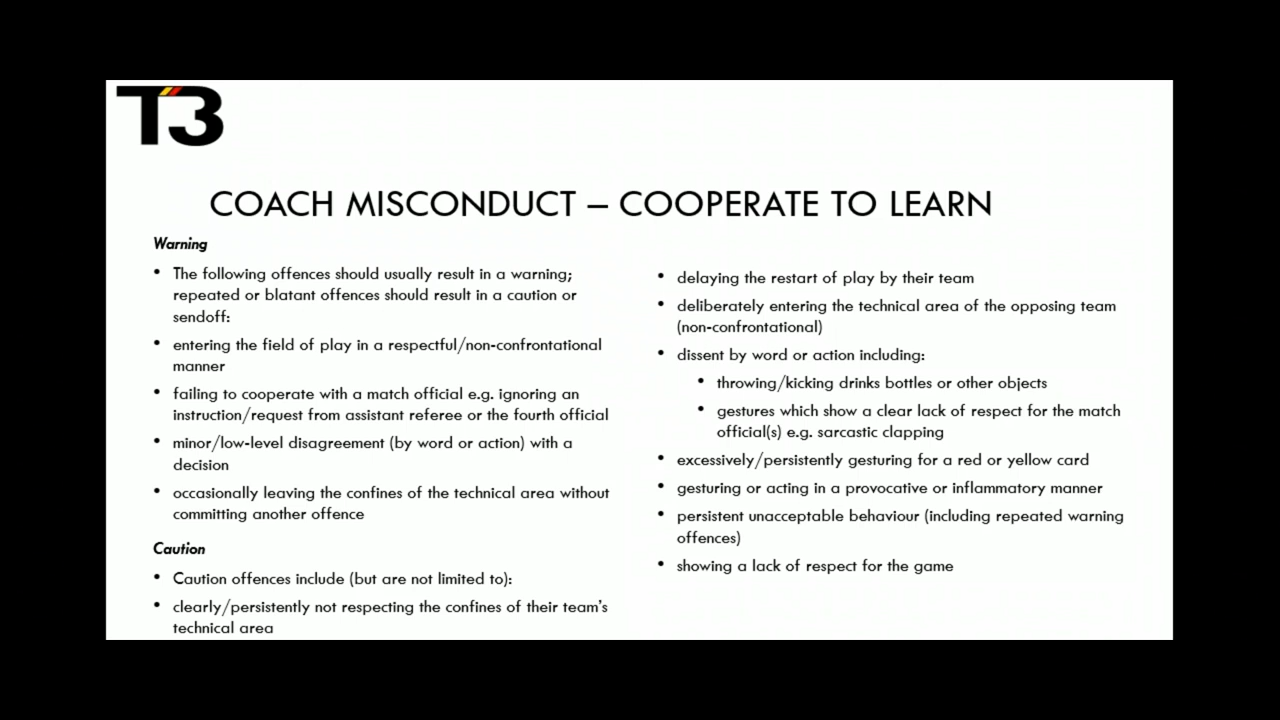 T3
COACH MISCONDUCT – COOPERATE TO LEARN
Warning
• The following offences should usually result in a warning;
repeated or blatant offences should result in a caution or
sendoff:
• entering the field of play in a respectful/non-confrontational
manner
• failing to cooperate with a match official e.g. ignoring an
instruction/request from assistant referee or the fourth official
• minor/low-level disagreement (by word or action) with a
decision
• occasionally leaving the confines of the technical area without
committing another offence
Caution
• Caution offences include (but are not limited to):
• clearly/persistently not respecting the confines of their team's
technical area
• delaying the restart of play by their team
• deliberately entering the technical area of the opposing team
(non-confrontational)
• dissent by word or action including:
• throwing/kicking drinks bottles or other objects
• gestures which show a clear lack of respect for the match
official(s) e.g. sarcastic clapping
• excessively/persistently gesturing for a red or yellow card
• gesturing or acting in a provocative or inflammatory manner
• persistent unacceptable behaviour (including repeated warning
offences)
• showing a lack of respect for the game